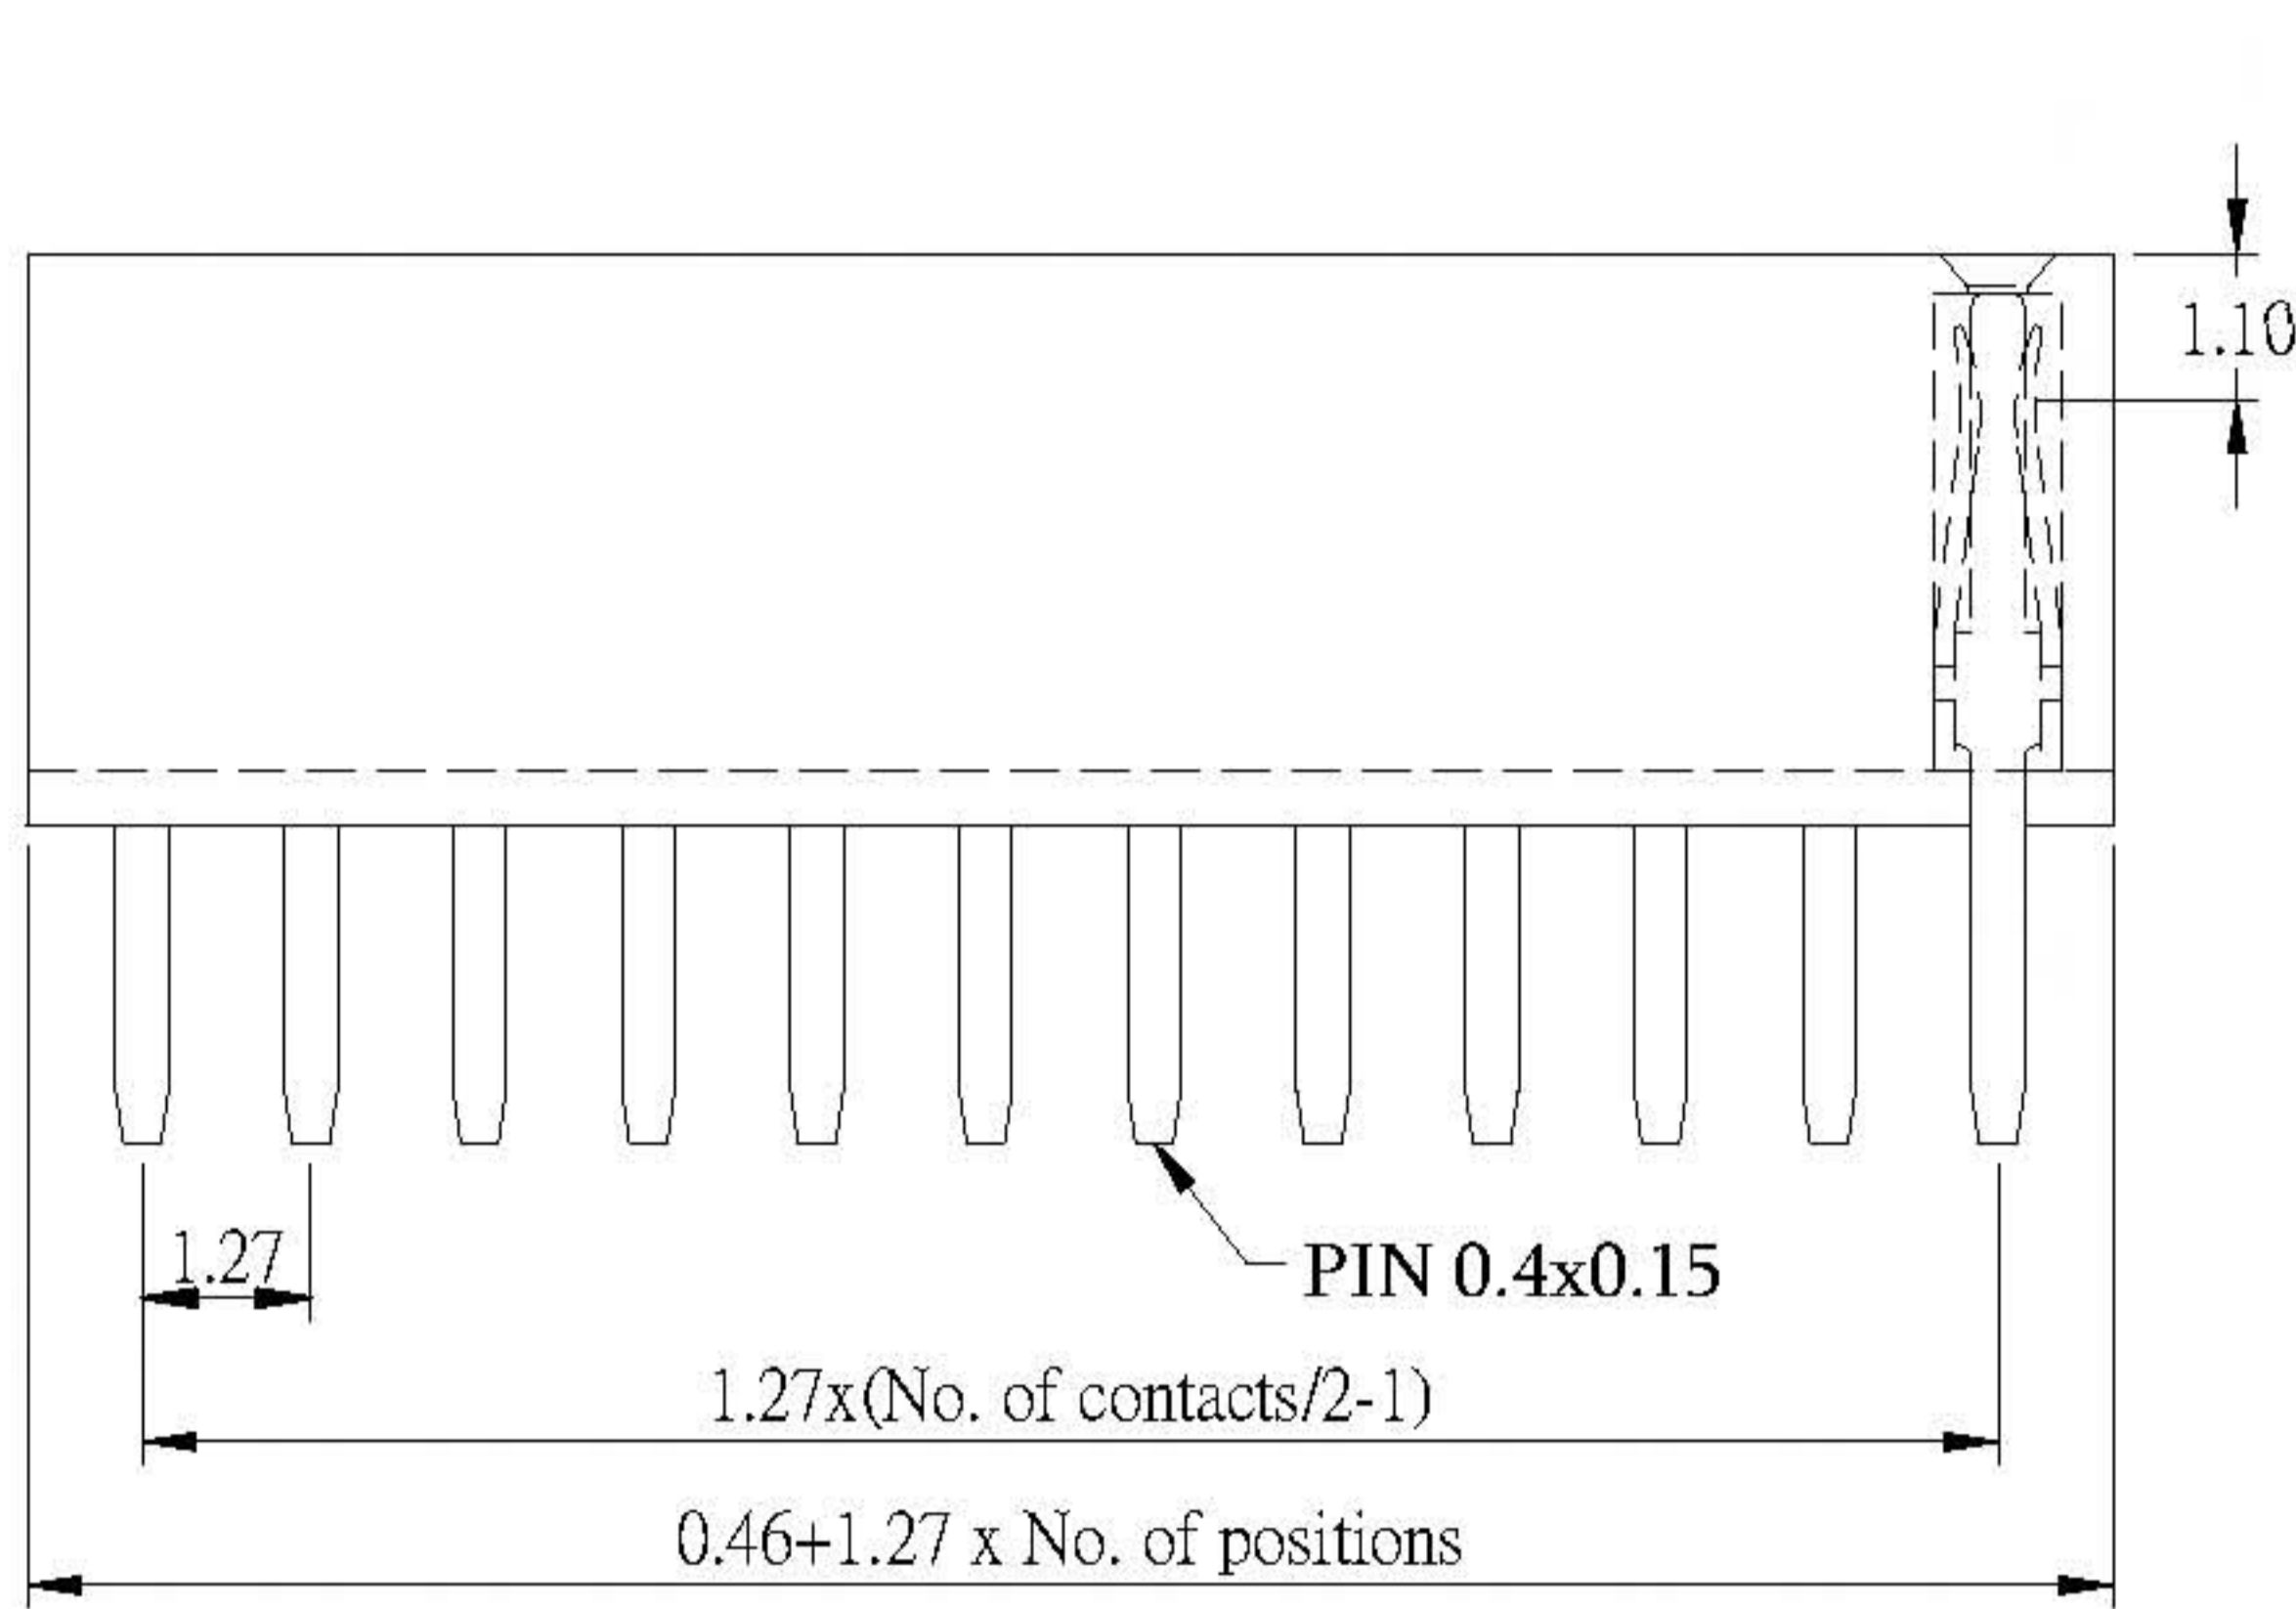 1.10
1.27
PIN 0.4x0.15
1.27x(No. of contacts/2-1)
0.46+1.27 x No. of positions